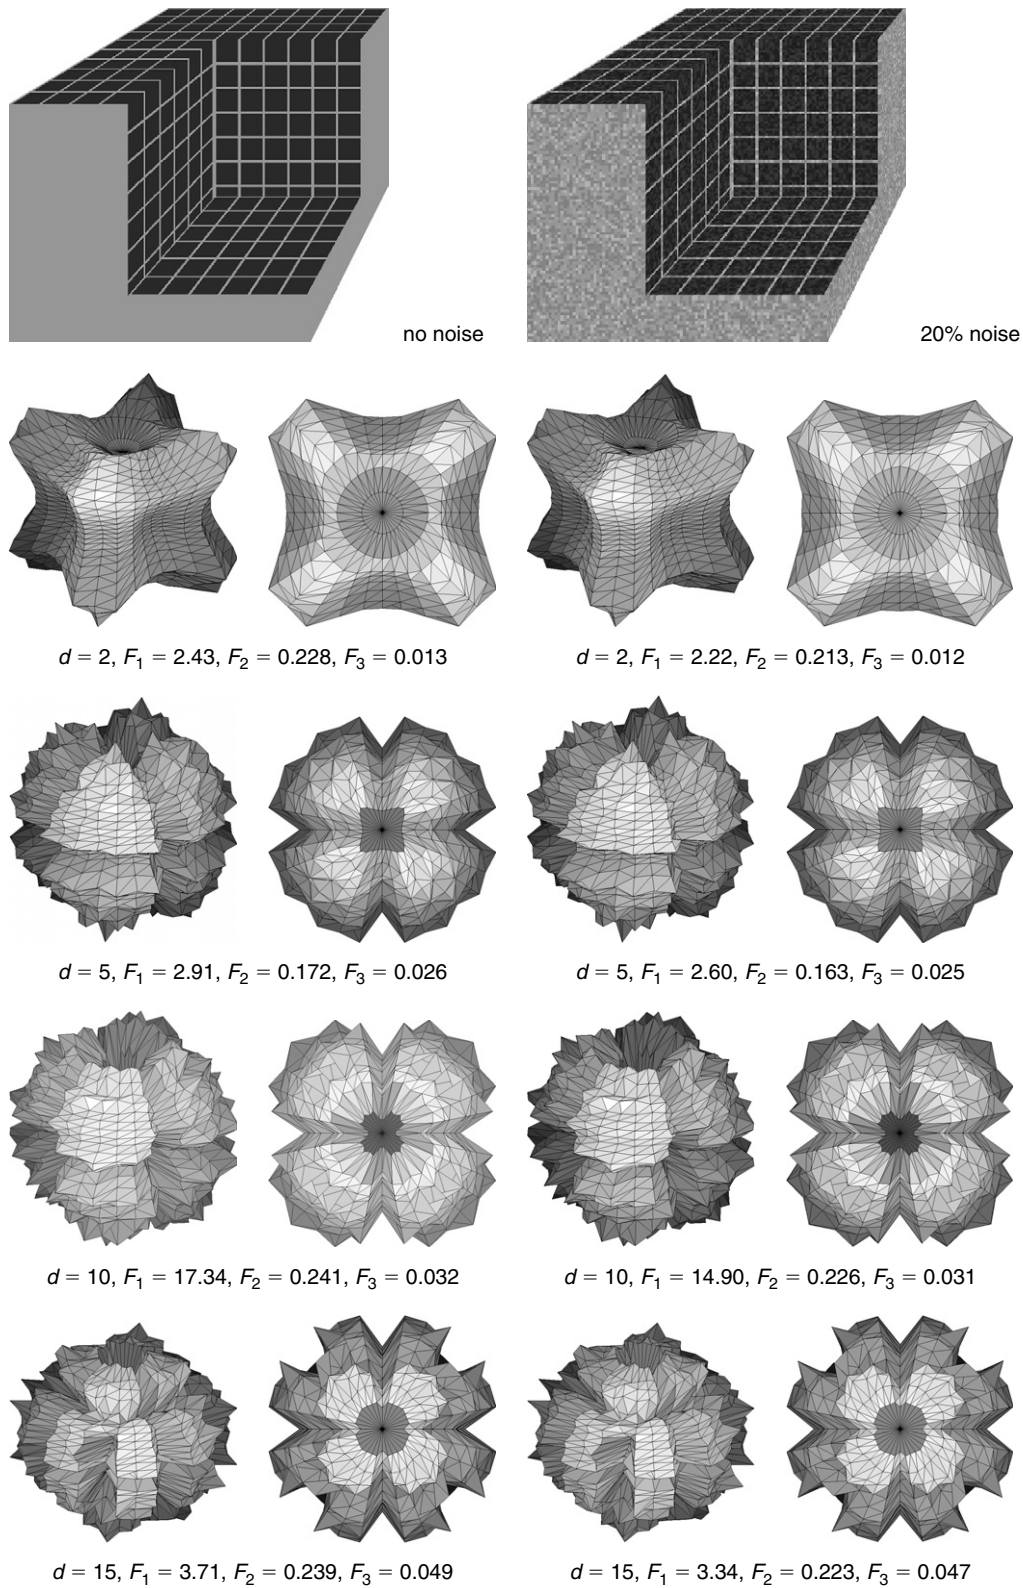 no noise
20% noise
d = 2, F1 = 2.43, F2 = 0.228, F3 = 0.013
d = 2, F1 = 2.22, F2 = 0.213, F3 = 0.012
d = 5, F1 = 2.91, F2 = 0.172, F3 = 0.026
d = 5, F1 = 2.60, F2 = 0.163, F3 = 0.025
d = 10, F1 = 17.34, F2 = 0.241, F3 = 0.032
d = 10, F1 = 14.90, F2 = 0.226, F3 = 0.031
d = 15, F1 = 3.71, F2 = 0.239, F3 = 0.049
d = 15, F1 = 3.34, F2 = 0.223, F3 = 0.047